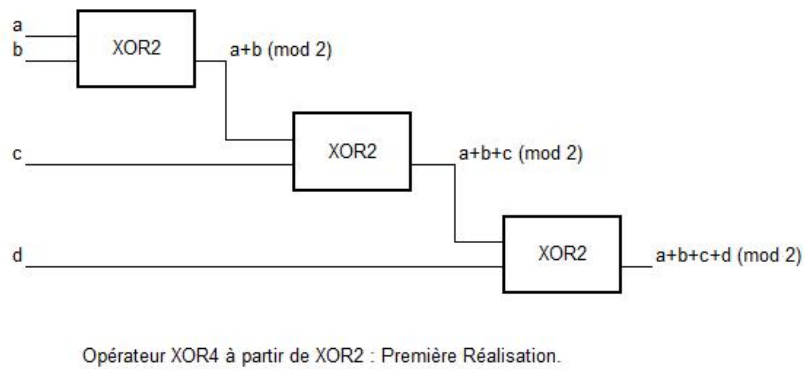 a
b
XOR2
a+b (mod 2)
c
XOR2
a+b+c (mod 2)
d
XOR2
a+b+c+d (mod 2)
Opérateur XOR4 à partir de XOR2 : Première Réalisation.